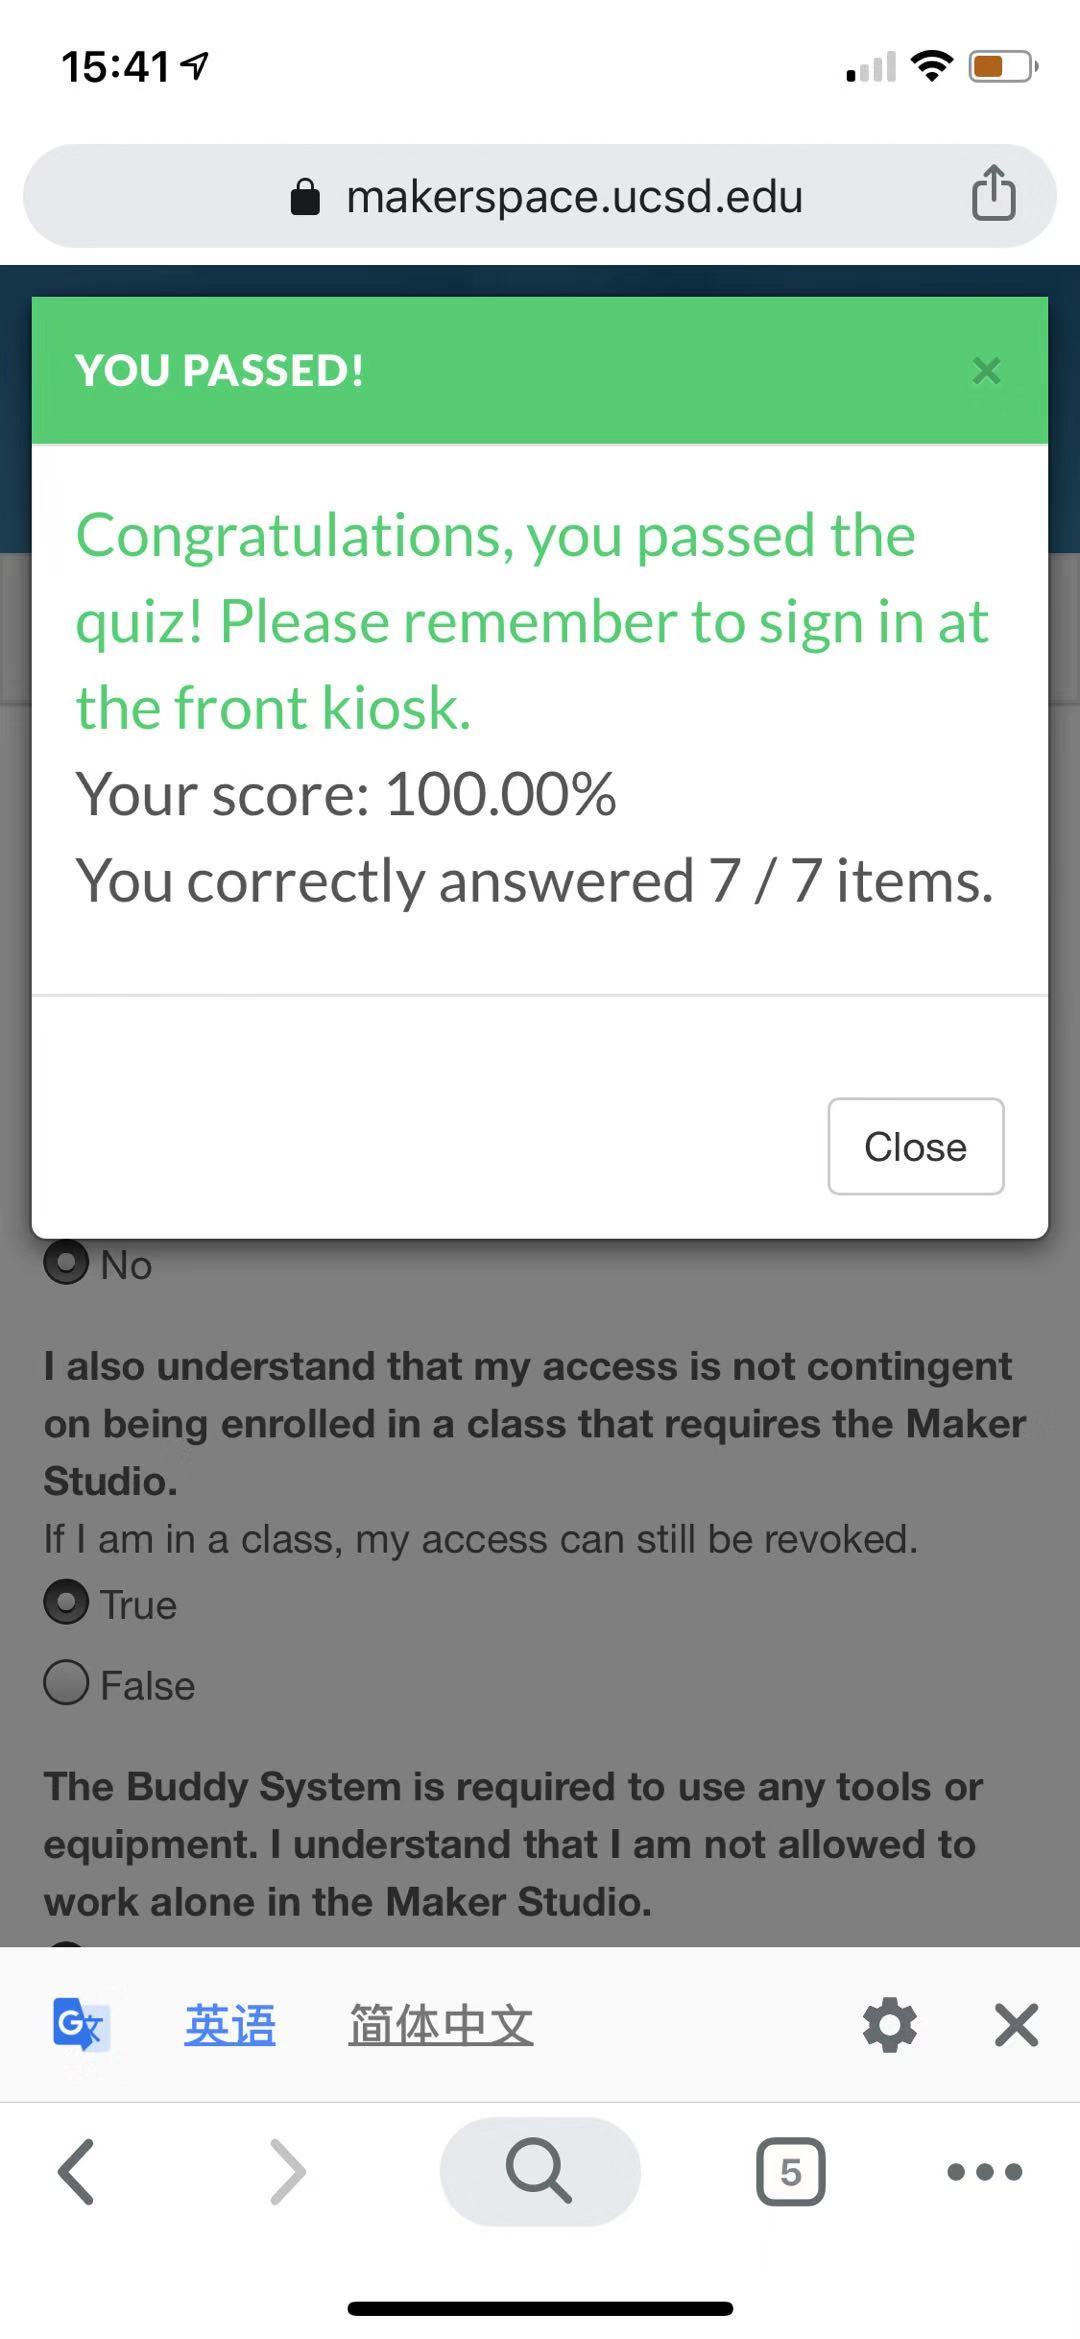 15:41
makerspace.ucsd.edu
YOU PASSED!
×
Congratulations, you passed the
quiz! Please remember to sign in at
the front kiosk.
Your score: 100.00%
You correctly answered 7 / 7 items.
Close
No
I also understand that my access is not contingent
on being enrolled in a class that requires the Maker
Studio.
If I am in a class, my access can still be revoked.
True
False
The Buddy System is required to use any tools or
equipment. I understand that I am not allowed to
work alone in the Maker Studio.
G文 英语 简体中文
5